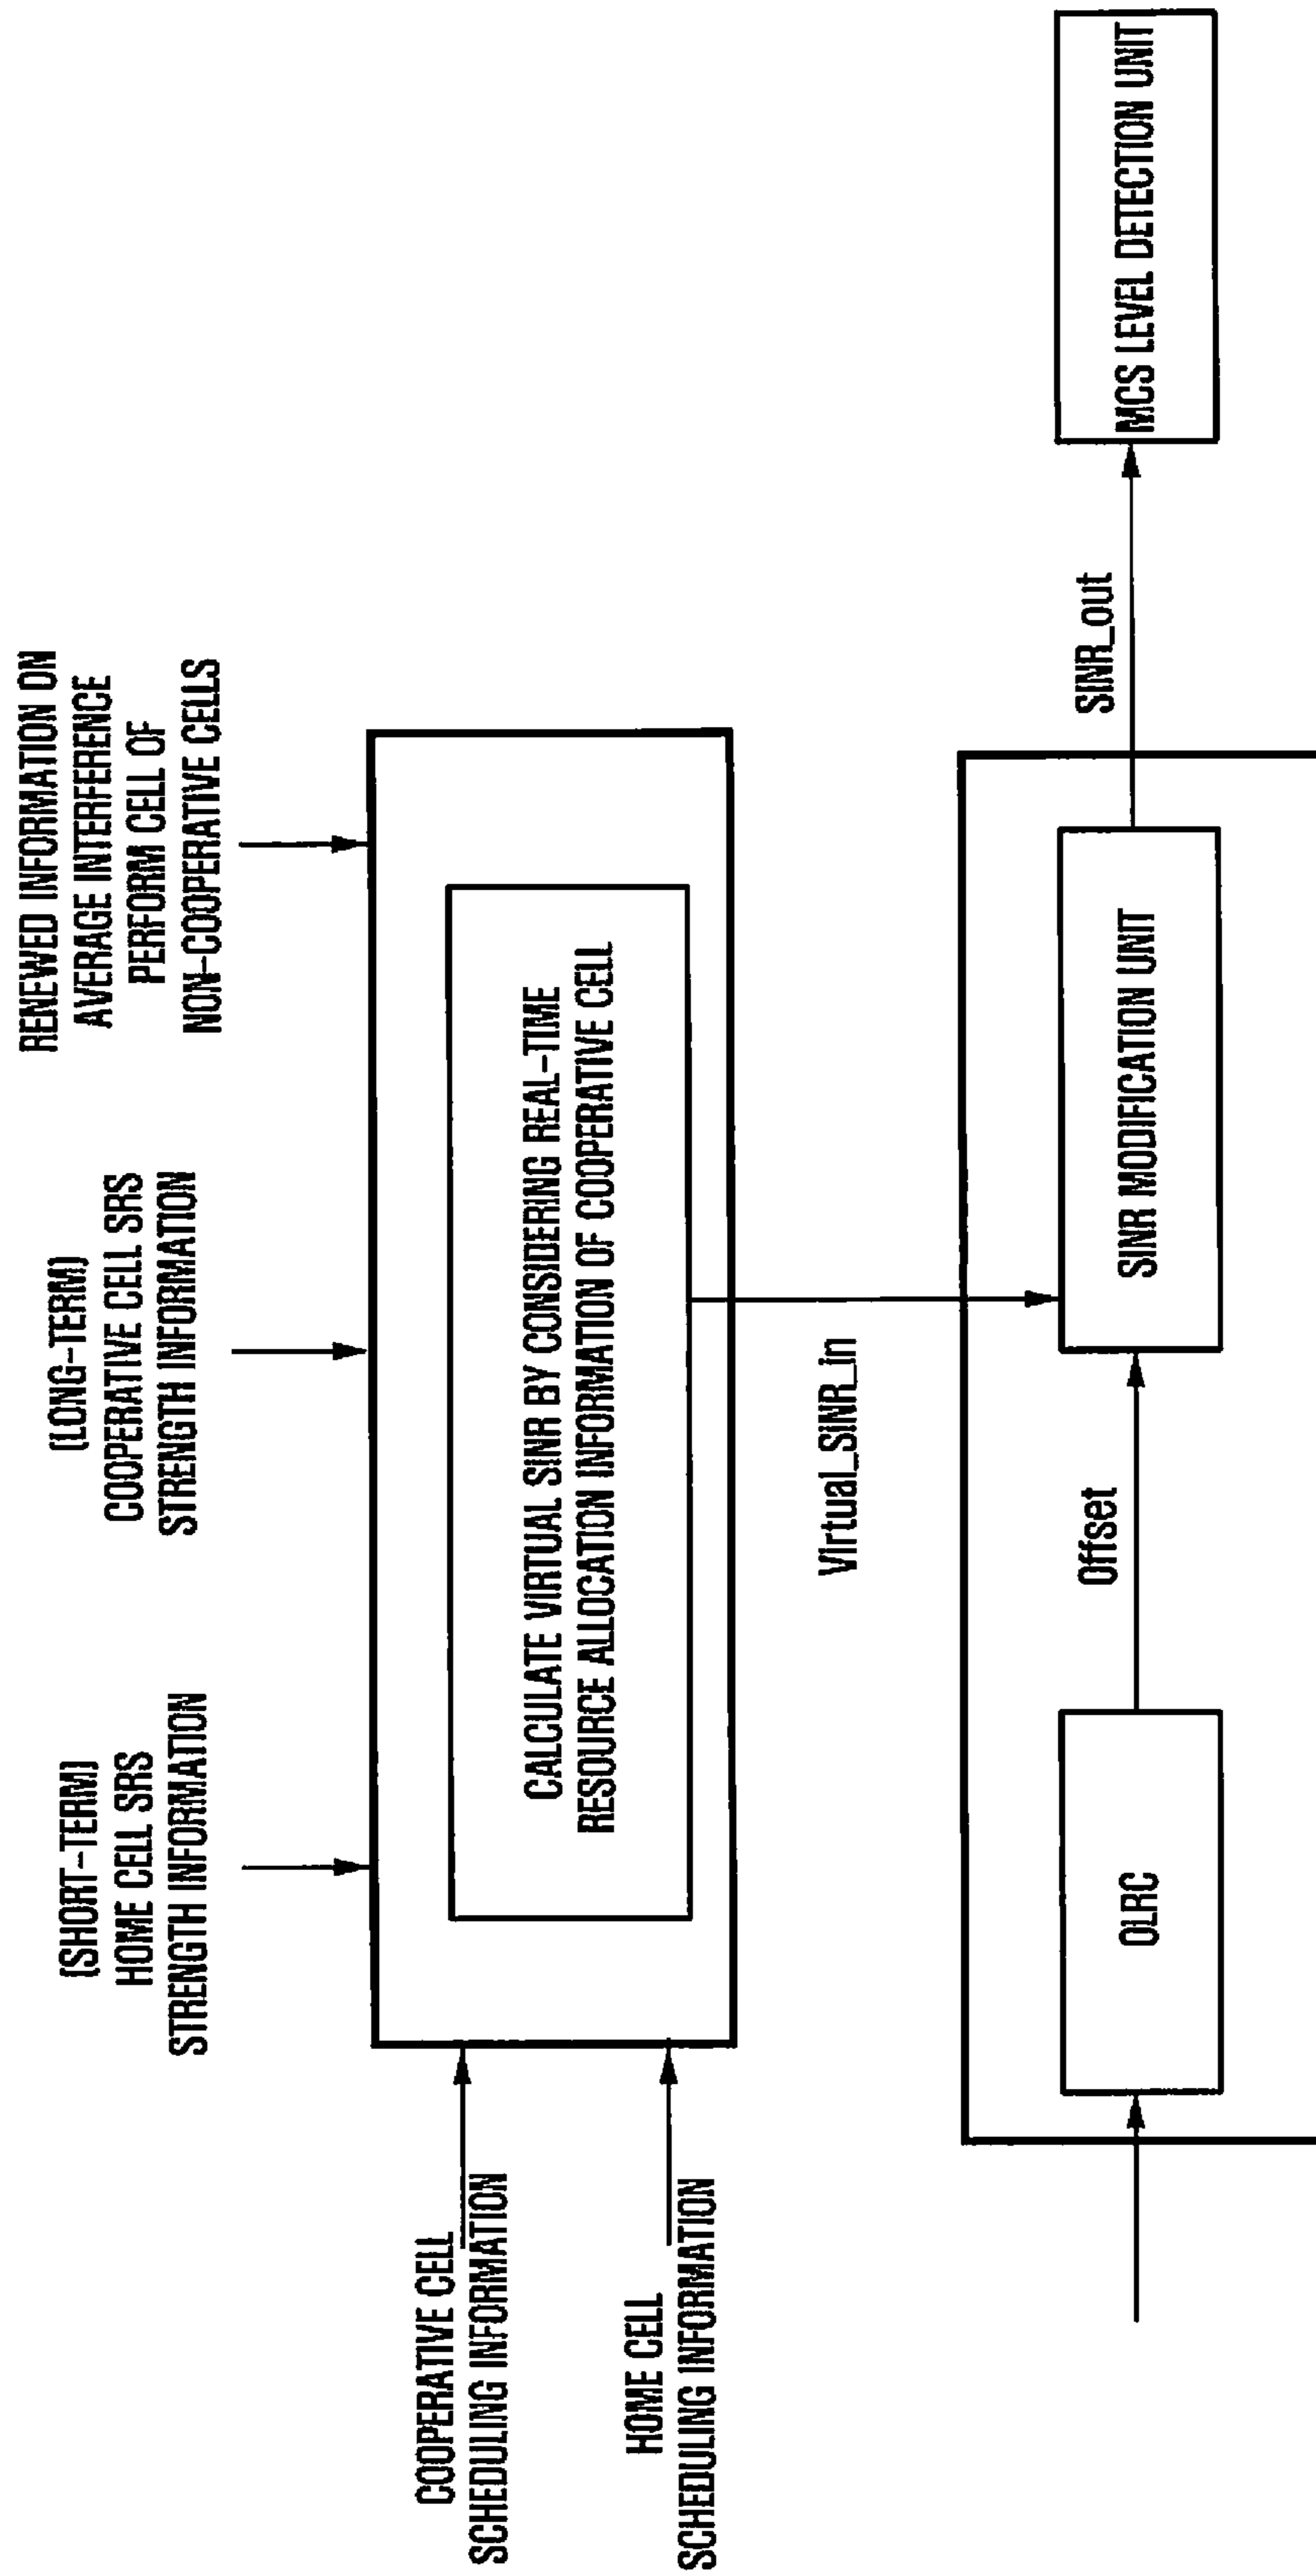 (SHORT-TERM)
HOME CELL SRS
STRENGTH INFORMATION
(LONG-TERM)
COOPERATIVE CELL SRS
STRENGTH INFORMATION
RENEWED INFORMATION ON
AVERAGE INTERFERENCE
PERFORM CELL OF
NON-COOPERATIVE CELLS
COOPERATIVE CELL
SCHEDULING INFORMATION
HOME CELL
SCHEDULING INFORMATION
CALCULATE VIRTUAL SINR BY CONSIDERING REAL-TIME
RESOURCE ALLOCATION INFORMATION OF COOPERATIVE CELL
Virtual_SINR_in
OLRC
Offset
SINR MODIFICATION UNIT
SINR_out
MCS LEVEL DETECTION UNIT